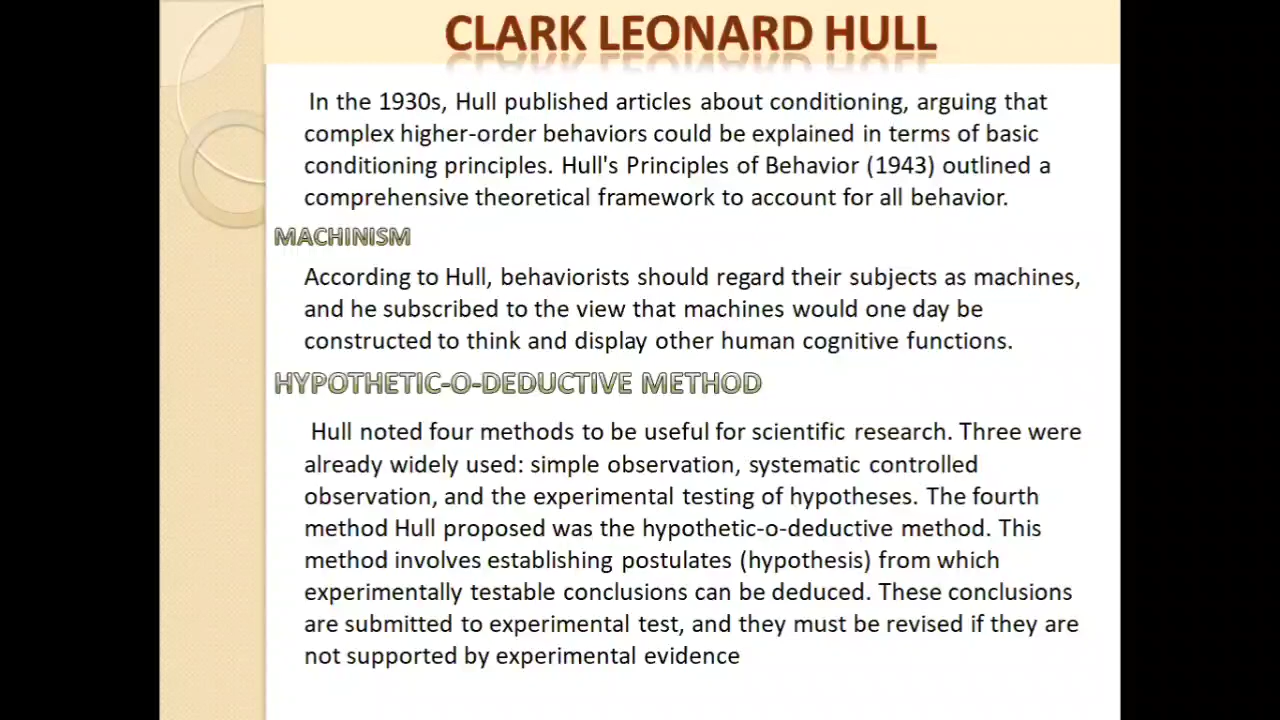 CLARK LEONARD HULL
In the 1930s, Hull published articles about conditioning, arguing that
complex higher-order behaviors could be explained in terms of basic
conditioning principles. Hull's Principles of Behavior (1943) outlined a
comprehensive theoretical framework to account for all behavior.
MACHINISM
According to Hull, behaviorists should regard their subjects as machines,
and he subscribed to the view that machines would one day be
constructed to think and display other human cognitive functions.
HYPOTHETIC-O-DEDUCTIVE METHOD
Hull noted four methods to be useful for scientific research. Three were
already widely used: simple observation, systematic controlled
observation, and the experimental testing of hypotheses. The fourth
method Hull proposed was the hypothetic-o-deductive method. This
method involves establishing postulates (hypothesis) from which
experimentally testable conclusions can be deduced. These conclusions
are submitted to experimental test, and they must be revised if they are
not supported by experimental evidence